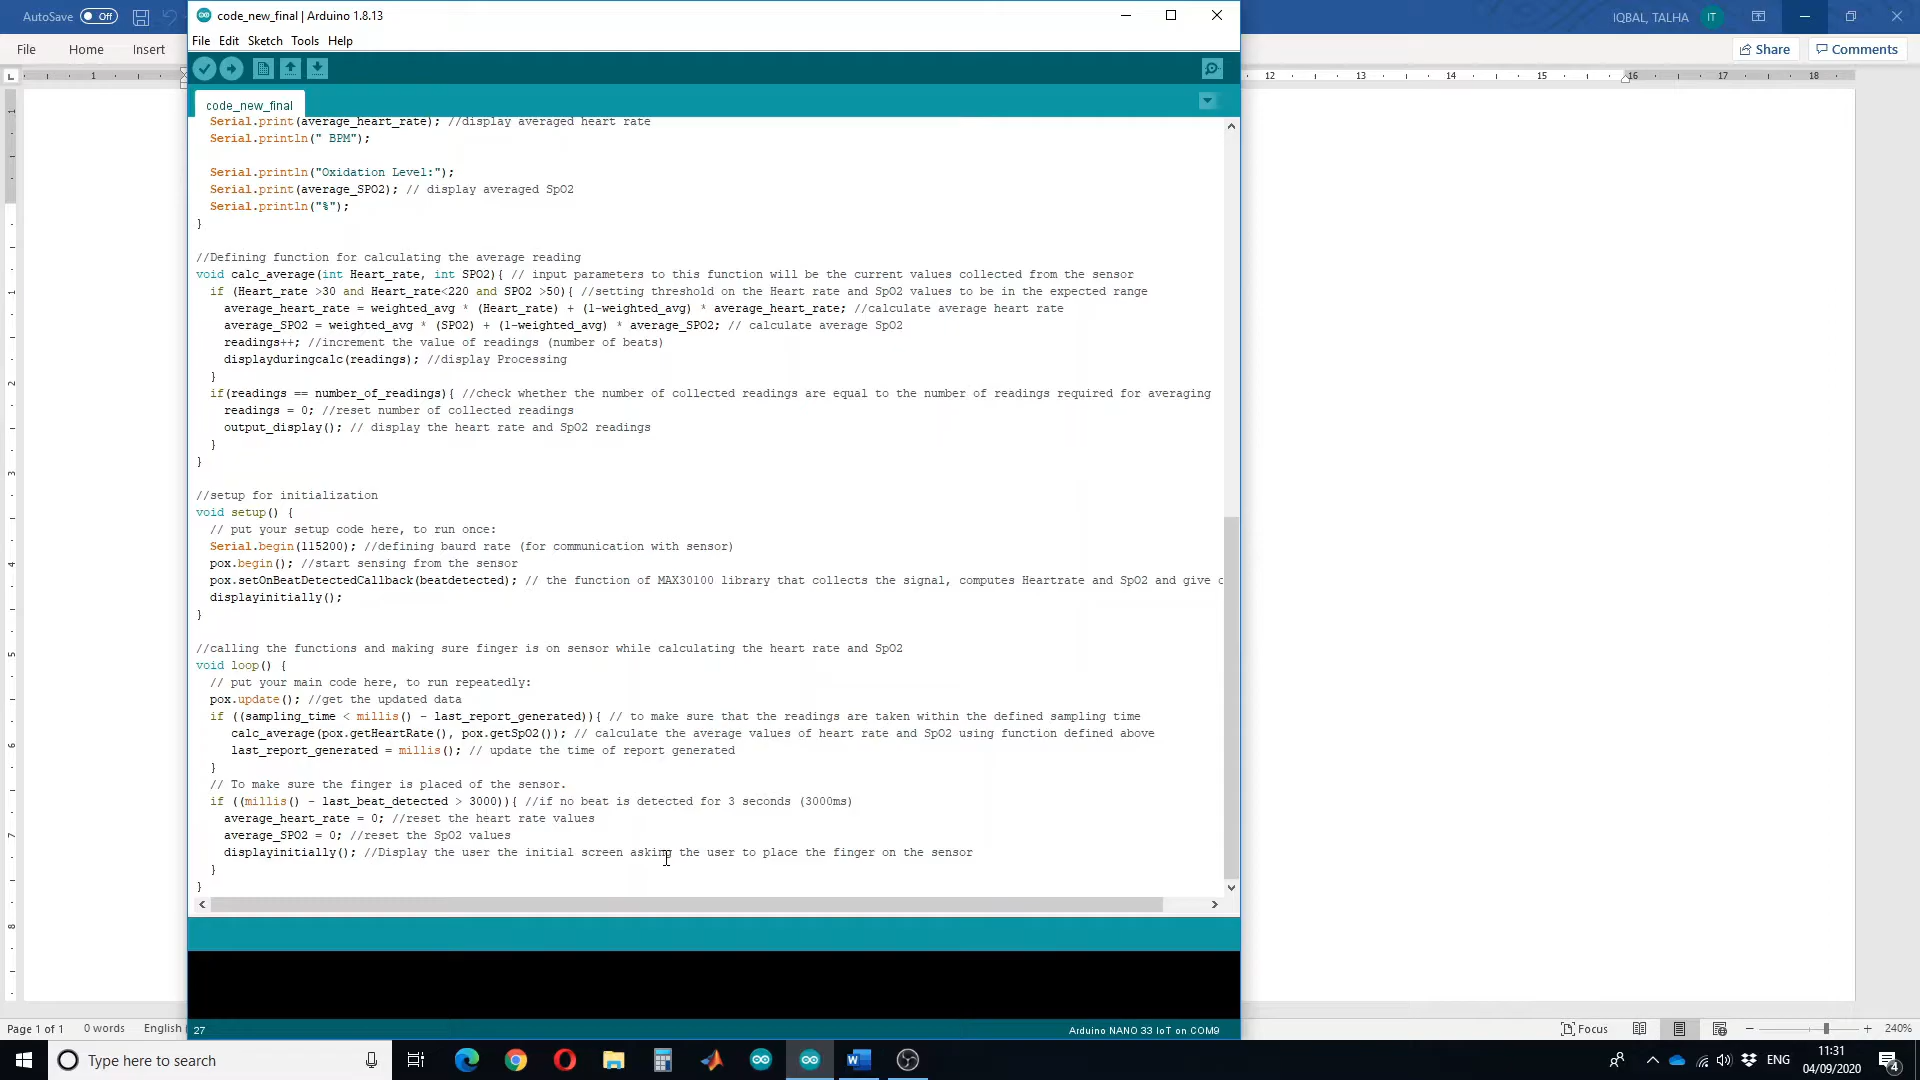 AutoSave Off
IQBAL, TALHA IT
code_new_final | Arduino 1.8.13
File Home Insert
File Edit Sketch Tools Help
Share Comments
1 12 13 14 15 16 17 18
code_new_final
Serial.print(average_heart_rate); //display averaged heart rate
Serial.println(" BPM");
Serial.println("Oxidation Level:");
Serial.print(average_SPO2); // display averaged SpO2
Serial.println("%");
}
//Defining function for calculating the average reading
void calc_average(int Heart_rate, int SPO2){ // input parameters to this function will be the current values collected from the sensor
if (Heart_rate >30 and Heart_rate<220 and SPO2 >50){ //setting threshold on the Heart rate and SpO2 values to be in the expected range
average_heart_rate = weighted_avg * (Heart_rate) + (1-weighted_avg) * average_heart_rate; //calculate average heart rate
average_SPO2 = weighted_avg * (SPO2) + (1-weighted_avg) * average_SPO2; // calculate average SpO2
readings++; //increment the value of readings (number of beats)
displayduringcalc(readings); //display Processing
}
if(readings == number_of_readings){ //check whether the number of collected readings are equal to the number of readings required for averaging
readings = 0; //reset number of collected readings
output_display(); // display the heart rate and SpO2 readings
}
}
//setup for initialization
void setup() {
// put your setup code here, to run once:
Serial.begin(115200); //defining baurd rate (for communication with sensor)
pox.begin(); //start sensing from the sensor
pox.setOnBeatDetectedCallback(beatdetected); // the function of MAX30100 library that collects the signal, computes Heartrate and SpO2 and give
displayinitially();
}
//calling the functions and making sure finger is on sensor while calculating the heart rate and SpO2
void loop() {
// put your main code here, to run repeatedly:
pox.update(); //get the updated data
if ((sampling_time < millis() - last_report_generated)){ // to make sure that the readings are taken within the defined sampling time
calc_average(pox.getHeartRate(), pox.getSpO2()); // calculate the average values of heart rate and SpO2 using function defined above
last_report_generated = millis(); // update the time of report generated
}
// To make sure the finger is placed of the sensor.
if ((millis() - last_beat_detected > 3000)){ //if no beat is detected for 3 seconds (3000ms)
average_heart_rate = 0; //reset the heart rate values
average_SPO2 = 0; //reset the SpO2 values
displayinitially(); //Display the user the initial screen asking the user to place the finger on the sensor
}
}
27 Arduino NANO 33 IoT on COM9
Page 1 of 1 0 words English Focus 240%
Type here to search
ENG
11:31
04/09/2020
4